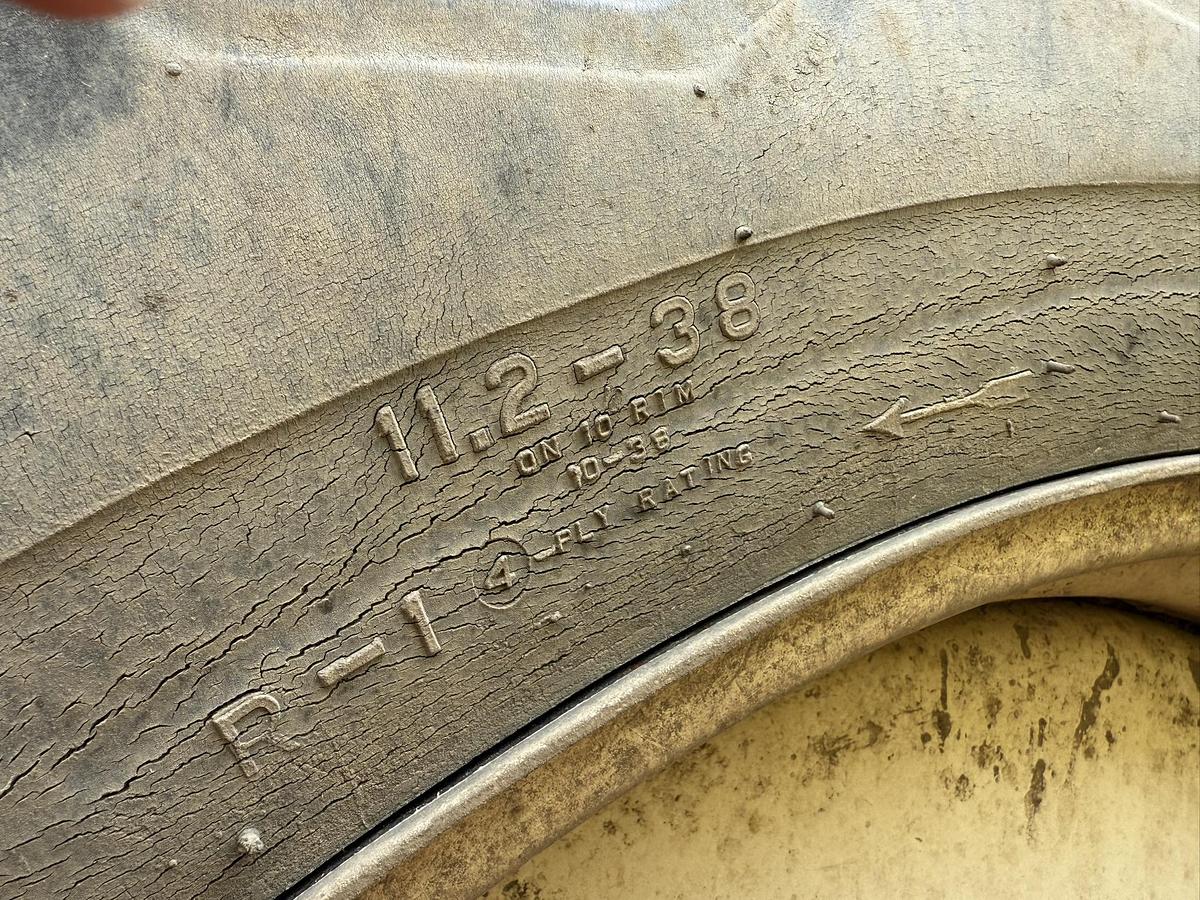 11.2-38
ON 10 RIM
10-38
4-PLY RATING
R-1